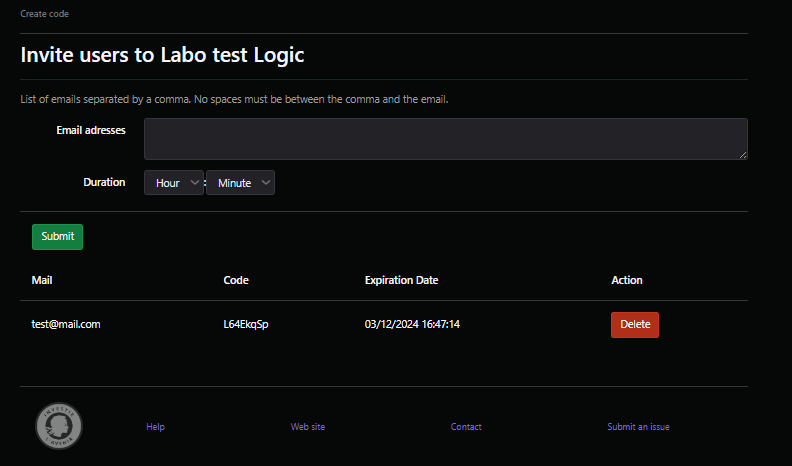 Create code
Invite users to Labo test Logic
List of emails separated by a comma. No spaces must be between the comma and the email.
Email adresses
Duration Hour : Minute
Submit
Mail Code Expiration Date Action
test@mail.com L64EkqSp 03/12/2024 16:47:14 Delete
INVESTIR L'AVENIR
Help Web site Contact Submit an issue